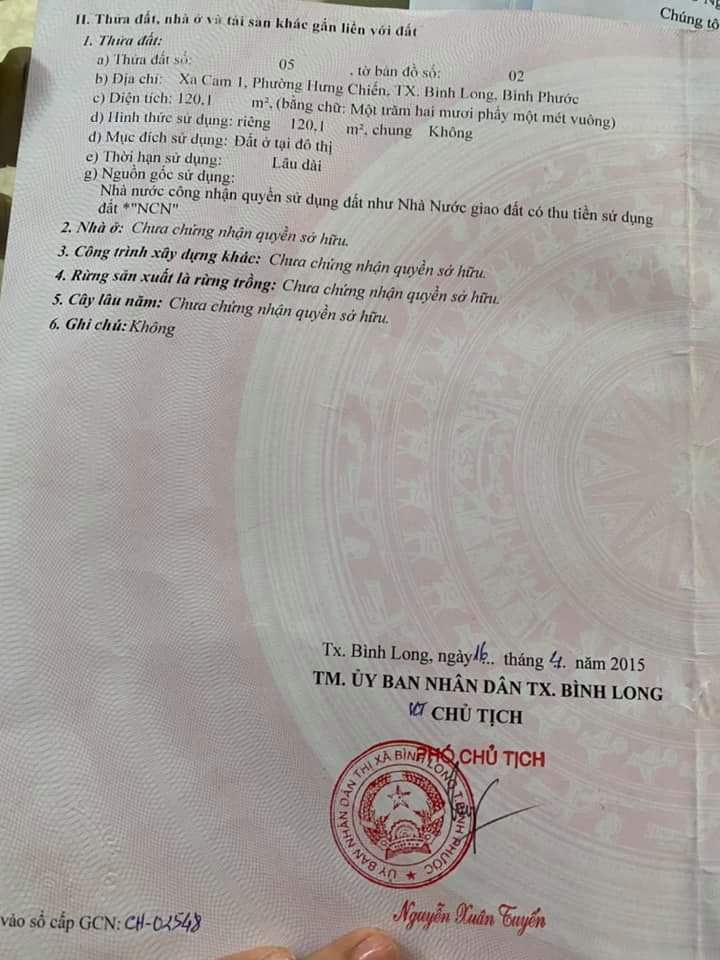 Chúng tô
II. Thửa đất, nhà ở và tài sản khác gắn liền với đất
1. Thửa đất:
a) Thửa đất số: 05 , tờ bản đồ số: 02
b) Địa chỉ: Xa Cam 1, Phường Hưng Chiến, TX. Bình Long, Bình Phước
c) Diện tích: 120,1 m², (bằng chữ: Một trăm hai mươi phẩy một mét vuông)
d) Hình thức sử dụng: riêng 120,1 m², chung Không
đ) Mục đích sử dụng: Đất ở tại đô thị
e) Thời hạn sử dụng: Lâu dài
g) Nguồn gốc sử dụng:
Nhà nước công nhận quyền sử dụng đất như Nhà Nước giao đất có thu tiền sử dụng
đất *"NCN"
2. Nhà ở: Chưa chứng nhận quyền sở hữu.
3. Công trình xây dựng khác: Chưa chứng nhận quyền sở hữu.
4. Rừng sản xuất là rừng trồng: Chưa chứng nhận quyền sở hữu.
5. Cây lâu năm: Chưa chứng nhận quyền sở hữu.
6. Ghi chú: Không
Tx. Bình Long, ngày 16.. tháng 4. năm 2015
TM. ỦY BAN NHÂN DÂN TX. BÌNH LONG
KT CHỦ TỊCH
PHÓ CHỦ TỊCH
ỦY BAN NHÂN DÂN THỊ XÃ BÌNH LONG T. BÌNH PHƯỚC
Nguyễn Xuân Tuyến
vào sổ cấp GCN: CH-02548